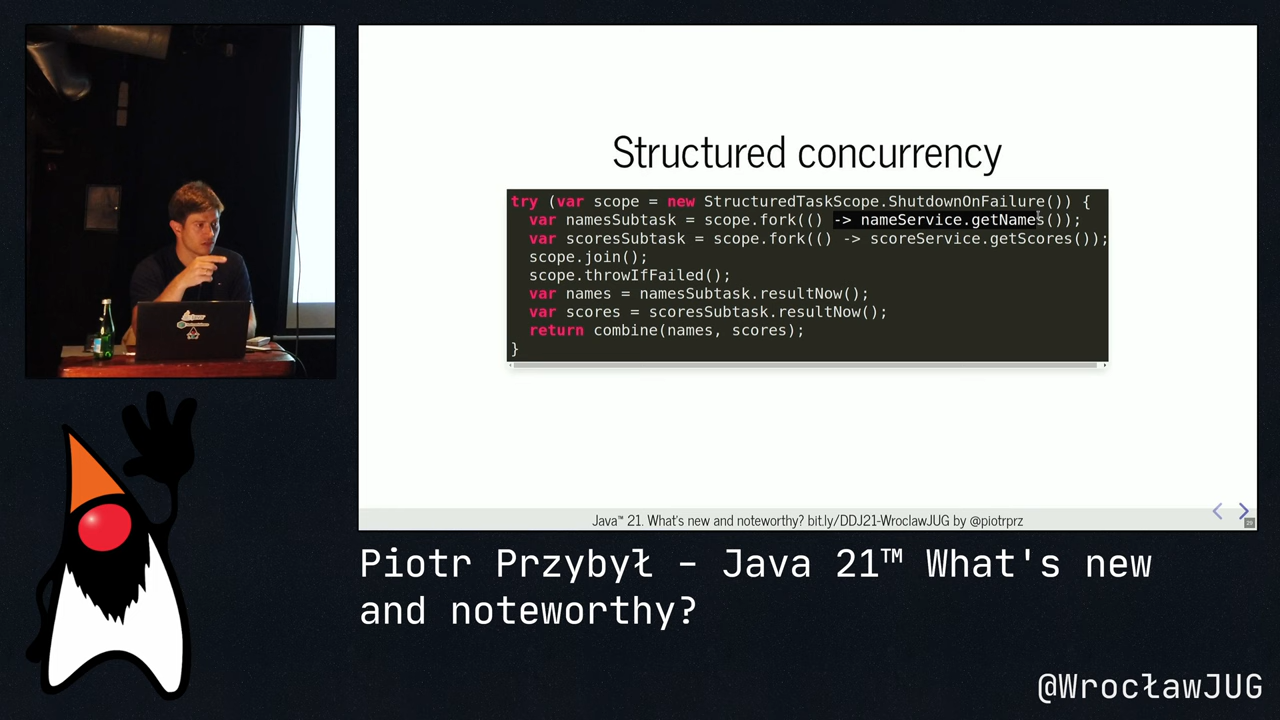 Structured concurrency
try (var scope = new StructuredTaskScope.ShutdownOnFailure()) {
  var namesSubtask = scope.fork(() -> nameService.getNames());
  var scoresSubtask = scope.fork(() -> scoreService.getScores());
  scope.join();
  scope.throwIfFailed();
  var names = namesSubtask.resultNow();
  var scores = scoresSubtask.resultNow();
  return combine(names, scores);
}
Java™ 21. What's new and noteworthy? bit.ly/DDJ21-WroclawJUG by @piotrprz
Piotr Przybył – Java 21™ What's new
and noteworthy?
@WrocławJUG